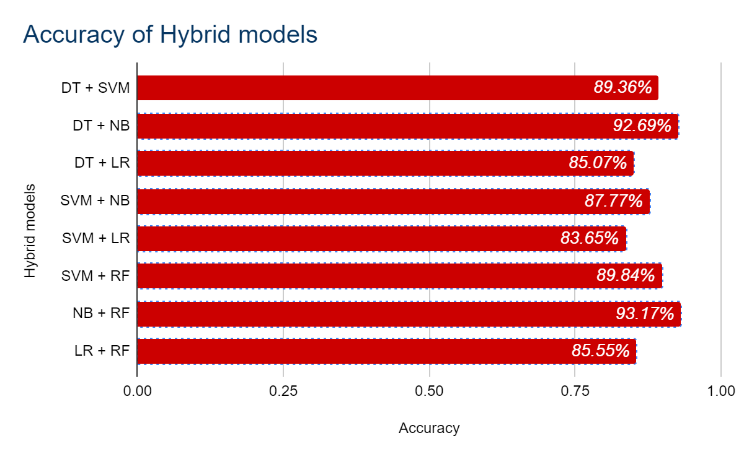 Accuracy of Hybrid models
Hybrid models
DT + SVM 89.36%
DT + NB 92.69%
DT + LR 85.07%
SVM + NB 87.77%
SVM + LR 83.65%
SVM + RF 89.84%
NB + RF 93.17%
LR + RF 85.55%
0.00 0.25 0.50 0.75 1.00
Accuracy